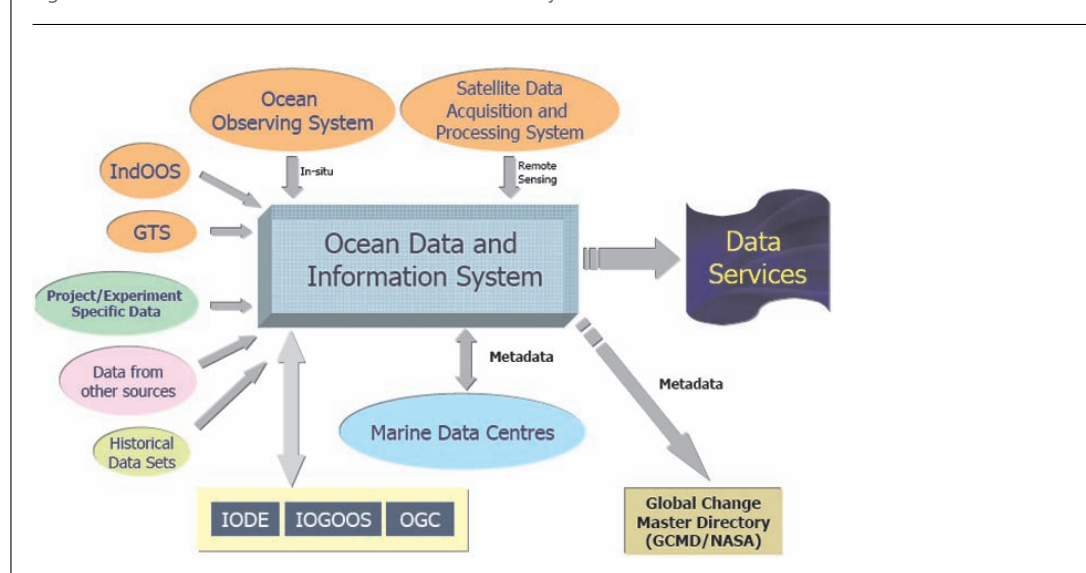 Ocean
Observing System
Satellite Data
Acquisition and
Processing System
IndOOS
In-situ
Remote
Sensing
GTS
Ocean Data and
Information System
Data
Services
Project/Experiment
Specific Data
Data from
other sources
Metadata
Metadata
Historical
Data Sets
Marine Data Centres
IODE
IOGOOS
OGC
Global Change
Master Directory
(GCMD/NASA)